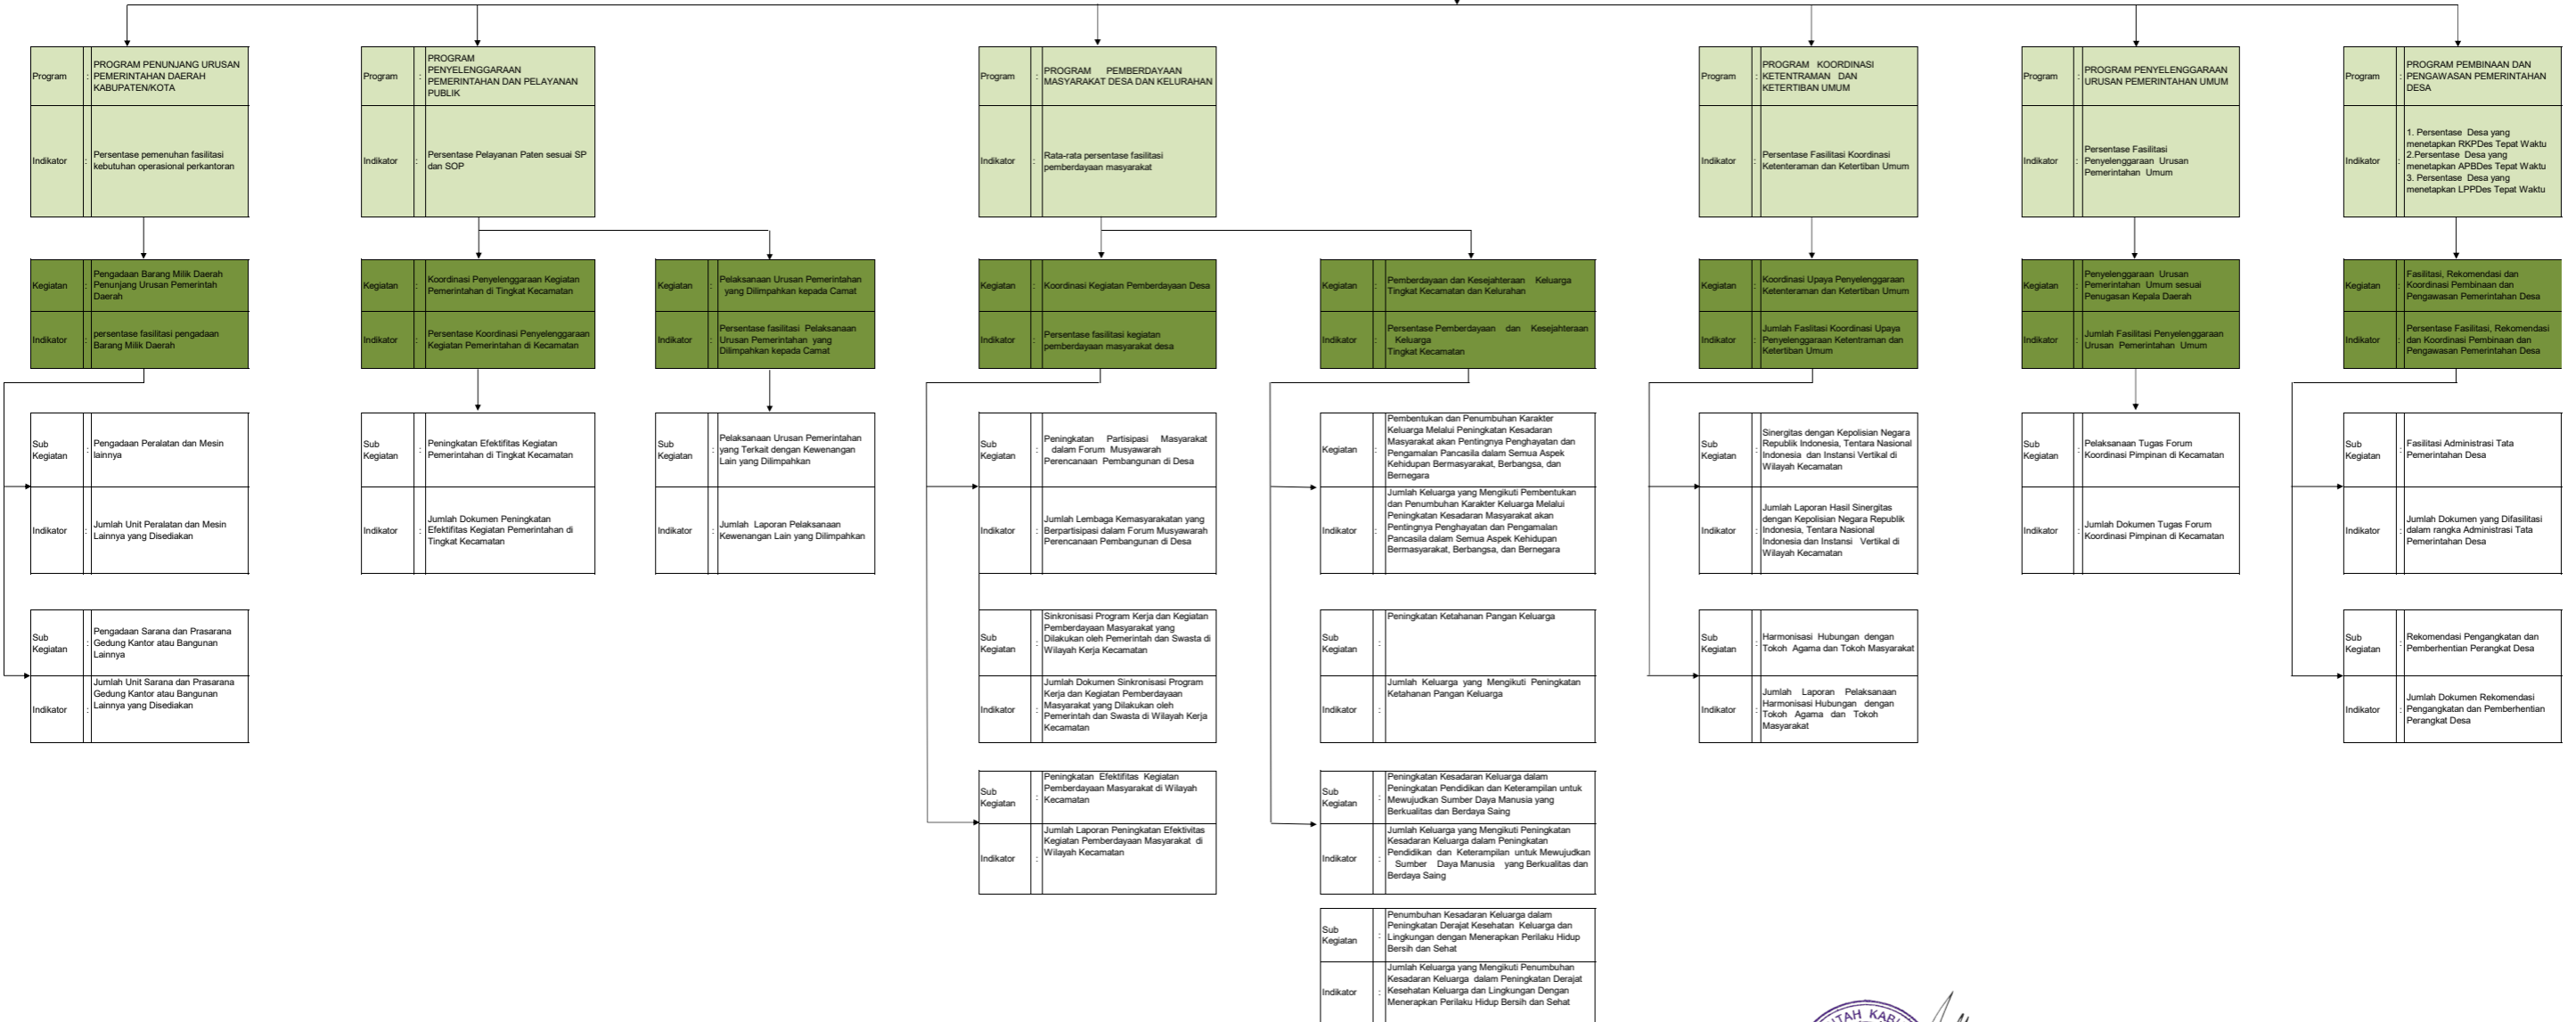 Program : PROGRAM PENUNJANG URUSAN
PEMERINTAHAN DAERAH
KABUPATEN/KOTA
Indikator : Persentase pemenuhan fasilitasi
kebutuhan operasional perkantoran
Program : PROGRAM
PENYELENGGARAAN
PEMERINTAHAN DAN PELAYANAN
PUBLIK
Indikator : Persentase Pelayanan Paten sesuai SP
dan SOP
Program : PROGRAM PEMBERDAYAAN
MASYARAKAT DESA DAN KELURAHAN
Indikator : Rata-rata persentase fasilitasi
pemberdayaan masyarakat
Program : PROGRAM KOORDINASI
KETENTRAMAN DAN
KETERTIBAN UMUM
Indikator : Persentase Fasilitasi Koordinasi
Ketenteraman dan Ketertiban Umum
Program : PROGRAM PENYELENGGARAAN
URUSAN PEMERINTAHAN UMUM
Indikator : Persentase Fasilitasi
Penyelenggaraan Urusan
Pemerintahan Umum
Program : PROGRAM PEMBINAAN DAN
PENGAWASAN PEMERINTAHAN
DESA
Indikator : 1. Persentase Desa yang
menetapkan RKPDes Tepat Waktu
2.Persentase Desa yang
menetapkan APBDes Tepat Waktu
3. Persentase Desa yang
menetapkan LPPDes Tepat Waktu
Kegiatan : Pengadaan Barang Milik Daerah
Penunjang Urusan Pemerintah
Daerah
Indikator : persentase fasilitasi pengadaan
Barang Milik Daerah
Kegiatan : Koordinasi Penyelenggaraan Kegiatan
Pemerintahan di Tingkat Kecamatan
Indikator : Persentase Koordinasi Penyelenggaraan
Kegiatan Pemerintahan di Kecamatan
Kegiatan : Pelaksanaan Urusan Pemerintahan
yang Dilimpahkan kepada Camat
Indikator : Persentase fasilitasi Pelaksanaan
Urusan Pemerintahan yang
Dilimpahkan kepada Camat
Kegiatan : Koordinasi Kegiatan Pemberdayaan Desa
Indikator : Persentase fasilitasi kegiatan
pemberdayaan masyarakat desa
Kegiatan : Pemberdayaan dan Kesejahteraan Keluarga
Tingkat Kecamatan dan Kelurahan
Indikator : Persentase Pemberdayaan dan Kesejahteraan
Keluarga
Tingkat Kecamatan
Kegiatan : Koordinasi Upaya Penyelenggaraan
Ketenteraman dan Ketertiban Umum
Indikator : Jumlah Faslitasi Koordinasi Upaya
Penyelenggaraan Ketentraman dan
Ketertiban Umum
Kegiatan : Penyelenggaraan Urusan
Pemerintahan Umum sesuai
Penugasan Kepala Daerah
Indikator : Jumlah Fasilitasi Penyelenggaraan
Urusan Pemerintahan Umum
Kegiatan : Fasilitasi, Rekomendasi dan
Koordinasi Pembinaan dan
Pengawasan Pemerintahan Desa
Indikator : Persentase Fasilitasi, Rekomendasi
dan Koordinasi Pembinaan dan
Pengawasan Pemerintahan Desa
Sub
Kegiatan : Pengadaan Peralatan dan Mesin
lainnya
Indikator : Jumlah Unit Peralatan dan Mesin
Lainnya yang Disediakan
Sub
Kegiatan : Peningkatan Efektifitas Kegiatan
Pemerintahan di Tingkat Kecamatan
Indikator : Jumlah Dokumen Peningkatan
Efektifitas Kegiatan Pemerintahan di
Tingkat Kecamatan
Sub
Kegiatan : Pelaksanaan Urusan Pemerintahan
yang Terkait dengan Kewenangan
Lain yang Dilimpahkan
Indikator : Jumlah Laporan Pelaksanaan
Kewenangan Lain yang Dilimpahkan
Sub
Kegiatan : Peningkatan Partisipasi Masyarakat
dalam Forum Musyawarah
Perencanaan Pembangunan di Desa
Indikator : Jumlah Lembaga Kemasyarakatan yang
Berpartisipasi dalam Forum Musyawarah
Perencanaan Pembangunan di Desa
Kegiatan : Pembentukan dan Penumbuhan Karakter
Keluarga Melalui Peningkatan Kesadaran
Masyarakat akan Pentingnya Penghayatan dan
Pengamalan Pancasila dalam Semua Aspek
Kehidupan Bermasyarakat, Berbangsa, dan
Bernegara
Indikator : Jumlah Keluarga yang Mengikuti Pembentukan
dan Penumbuhan Karakter Keluarga Melalui
Peningkatan Kesadaran Masyarakat akan
Pentingnya Penghayatan dan Pengamalan
Pancasila dalam Semua Aspek Kehidupan
Bermasyarakat, Berbangsa, dan Bernegara
Sub
Kegiatan : Sinergitas dengan Kepolisian Negara
Republik Indonesia, Tentara Nasional
Indonesia dan Instansi Vertikal di
Wilayah Kecamatan
Indikator : Jumlah Laporan Hasil Sinergitas
dengan Kepolisian Negara Republik
Indonesia, Tentara Nasional
Indonesia dan Instansi Vertikal di
Wilayah Kecamatan
Sub
Kegiatan : Pelaksanaan Tugas Forum
Koordinasi Pimpinan di Kecamatan
Indikator : Jumlah Dokumen Tugas Forum
Koordinasi Pimpinan di Kecamatan
Sub
Kegiatan : Fasilitasi Administrasi Tata
Pemerintahan Desa
Indikator : Jumlah Dokumen yang Difasilitasi
dalam rangka Administrasi Tata
Pemerintahan Desa
Sub
Kegiatan : Pengadaan Sarana dan Prasarana
Gedung Kantor atau Bangunan
Lainnya
Indikator : Jumlah Unit Sarana dan Prasarana
Gedung Kantor atau Bangunan
Lainnya yang Disediakan
Sub
Kegiatan : Sinkronisasi Program Kerja dan Kegiatan
Pemberdayaan Masyarakat yang
Dilakukan oleh Pemerintah dan Swasta di
Wilayah Kerja Kecamatan
Indikator : Jumlah Dokumen Sinkronisasi Program
Kerja dan Kegiatan Pemberdayaan
Masyarakat yang Dilakukan oleh
Pemerintah dan Swasta di Wilayah Kerja
Kecamatan
Sub
Kegiatan : Peningkatan Ketahanan Pangan Keluarga
Indikator : Jumlah Keluarga yang Mengikuti Peningkatan
Ketahanan Pangan Keluarga
Sub
Kegiatan : Harmonisasi Hubungan dengan
Tokoh Agama dan Tokoh Masyarakat
Indikator : Jumlah Laporan Pelaksanaan
Harmonisasi Hubungan dengan
Tokoh Agama dan Tokoh
Masyarakat
Sub
Kegiatan : Rekomendasi Pengangkatan dan
Pemberhentian Perangkat Desa
Indikator : Jumlah Dokumen Rekomendasi
Pengangkatan dan Pemberhentian
Perangkat Desa
Sub
Kegiatan : Peningkatan Efektifitas Kegiatan
Pemberdayaan Masyarakat di Wilayah
Kecamatan
Indikator : Jumlah Laporan Peningkatan Efektivitas
Kegiatan Pemberdayaan Masyarakat di
Wilayah Kecamatan
Sub
Kegiatan : Peningkatan Kesadaran Keluarga dalam
Peningkatan Pendidikan dan Keterampilan untuk
Mewujudkan Sumber Daya Manusia yang
Berkualitas dan Berdaya Saing
Indikator : Jumlah Keluarga yang Mengikuti Peningkatan
Kesadaran Keluarga dalam Peningkatan
Pendidikan dan Keterampilan untuk Mewujudkan
Sumber Daya Manusia yang Berkualitas dan
Berdaya Saing
Sub
Kegiatan : Penumbuhan Kesadaran Keluarga dalam
Peningkatan Derajat Kesehatan Keluarga dan
Lingkungan dengan Menerapkan Perilaku Hidup
Bersih dan Sehat
Indikator : Jumlah Keluarga yang Mengikuti Penumbuhan
Kesadaran Keluarga dalam Peningkatan Derajat
Kesehatan Keluarga dan Lingkungan Dengan
Menerapkan Perilaku Hidup Bersih dan Sehat